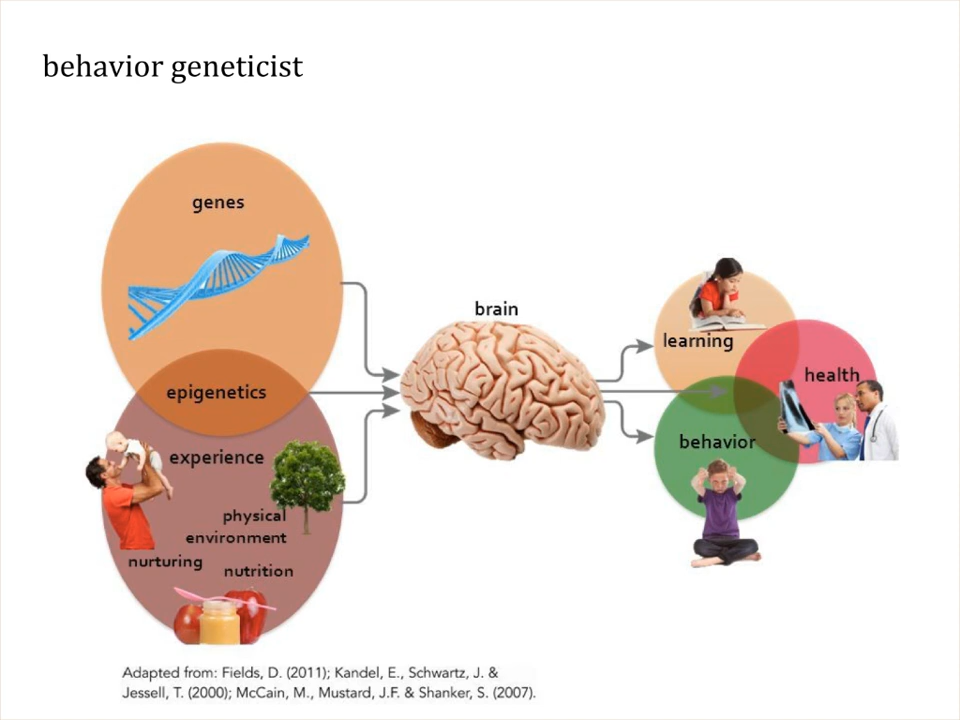 behavior geneticist
genes
epigenetics
experience
physical
environment
nurturing
nutrition
brain
learning
health
behavior
Adapted from: Fields, D. (2011); Kandel, E., Schwartz, J. &
Jessell, T. (2000); McCain, M., Mustard, J.F. & Shanker, S. (2007).